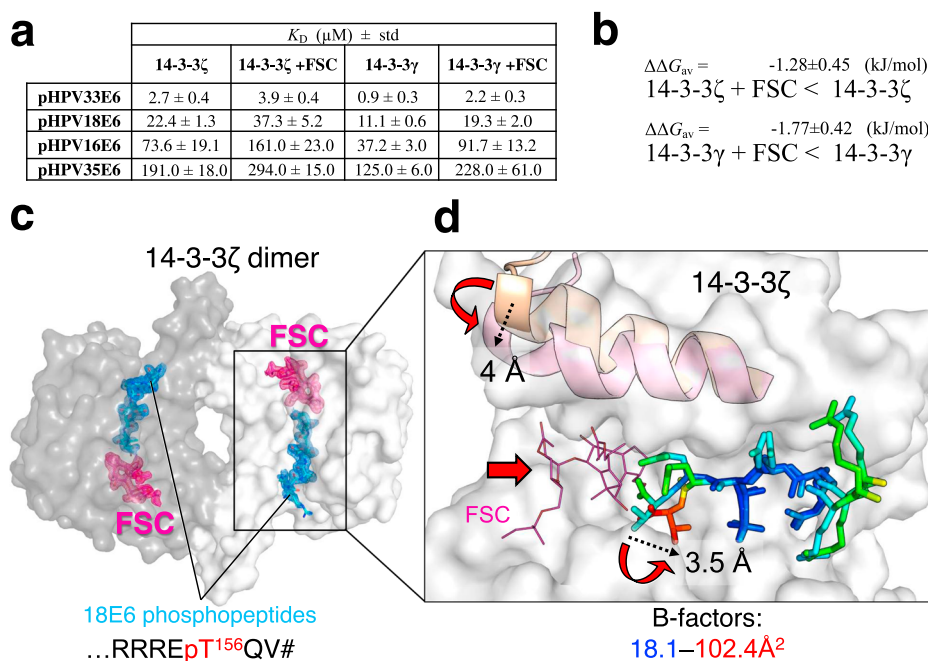 a
K_D (µM) ± std
14-3-3ζ 14-3-3ζ +FSC 14-3-3γ 14-3-3γ +FSC
pHPV33E6 2.7 ± 0.4 3.9 ± 0.4 0.9 ± 0.3 2.2 ± 0.3
pHPV18E6 22.4 ± 1.3 37.3 ± 5.2 11.1 ± 0.6 19.3 ± 2.0
pHPV16E6 73.6 ± 19.1 161.0 ± 23.0 37.2 ± 3.0 91.7 ± 13.2
pHPV35E6 191.0 ± 18.0 294.0 ± 15.0 125.0 ± 6.0 228.0 ± 61.0
b
ΔΔG_av = -1.28±0.45 (kJ/mol)
14-3-3ζ + FSC < 14-3-3ζ
ΔΔG_av = -1.77±0.42 (kJ/mol)
14-3-3γ + FSC < 14-3-3γ
c
14-3-3ζ dimer
FSC
FSC
18E6 phosphopeptides
...RRREpT¹⁵⁶QV#
d
14-3-3ζ
4 Å
FSC
3.5 Å
B-factors:
18.1–102.4Å²